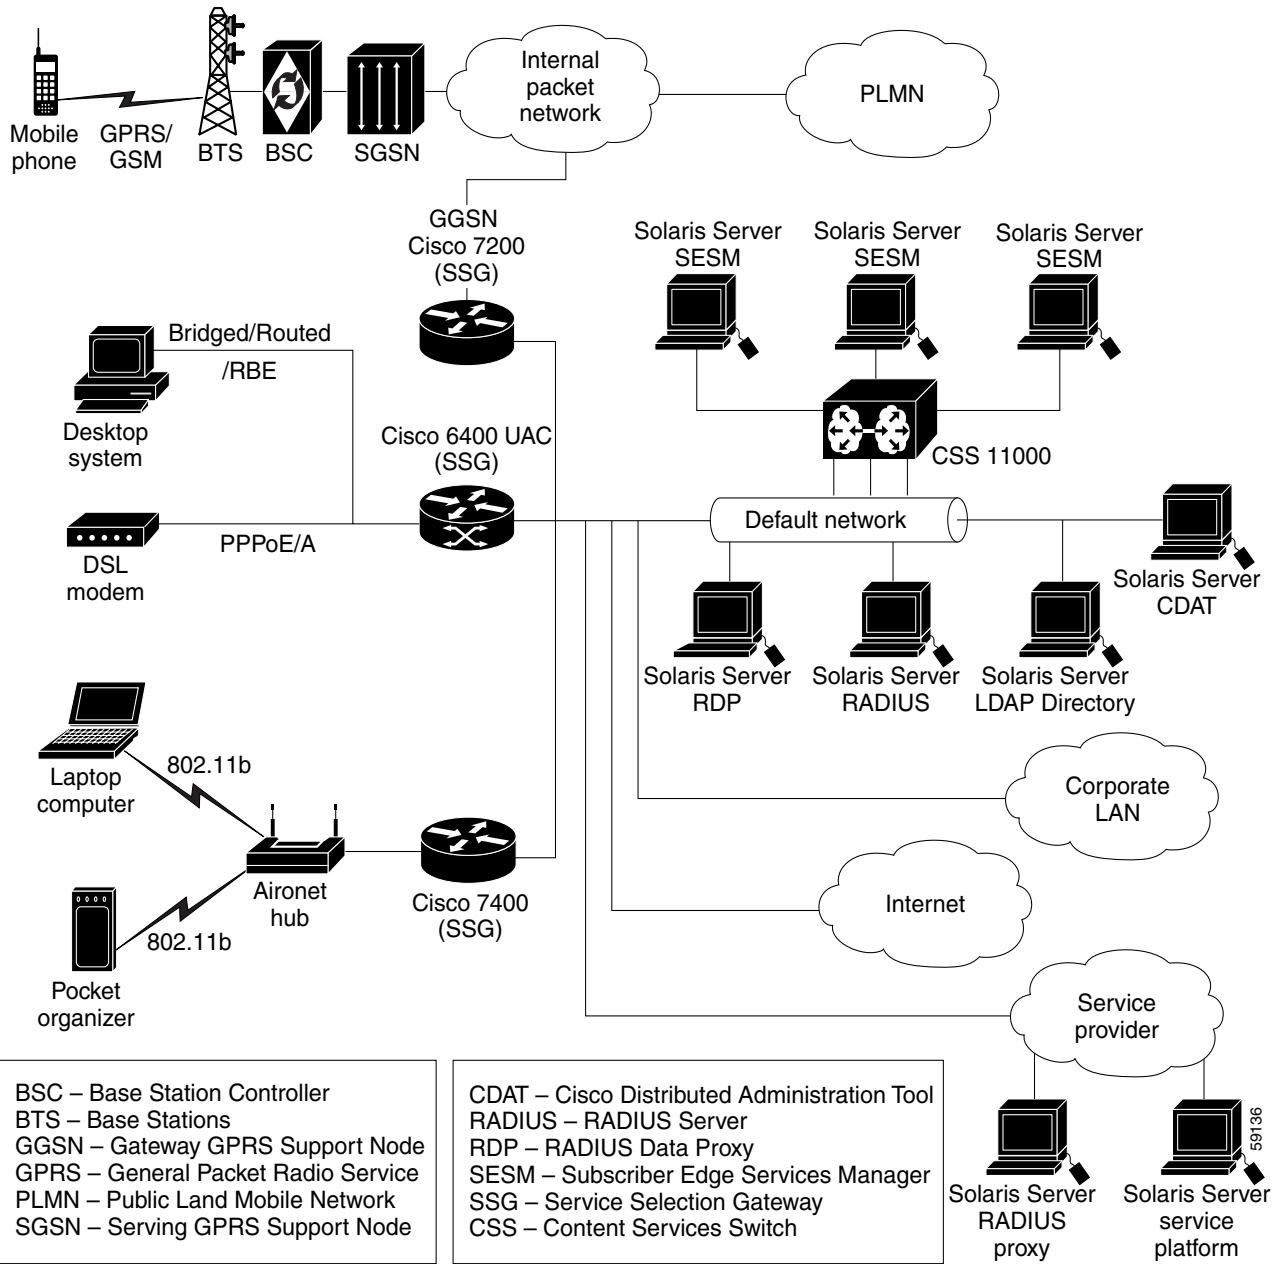 Internal
packet
network
PLMN
Mobile
phone
GPRS/
GSM
BTS
BSC
SGSN
GGSN
Cisco 7200
(SSG)
Solaris Server
SESM
Solaris Server
SESM
Solaris Server
SESM
Bridged/Routed
/RBE
Desktop
system
Cisco 6400 UAC
(SSG)
CSS 11000
Default network
PPPoE/A
DSL
modem
Solaris Server
CDAT
Solaris Server
RDP
Solaris Server
RADIUS
Solaris Server
LDAP Directory
802.11b
Laptop
computer
Corporate
LAN
Aironet
hub
Cisco 7400
(SSG)
Internet
802.11b
Pocket
organizer
Service
provider
BSC – Base Station Controller
BTS – Base Stations
GGSN – Gateway GPRS Support Node
GPRS – General Packet Radio Service
PLMN – Public Land Mobile Network
SGSN – Serving GPRS Support Node
CDAT – Cisco Distributed Administration Tool
RADIUS – RADIUS Server
RDP – RADIUS Data Proxy
SESM – Subscriber Edge Services Manager
SSG – Service Selection Gateway
CSS – Content Services Switch
Solaris Server
RADIUS
proxy
Solaris Server
service
platform
59136